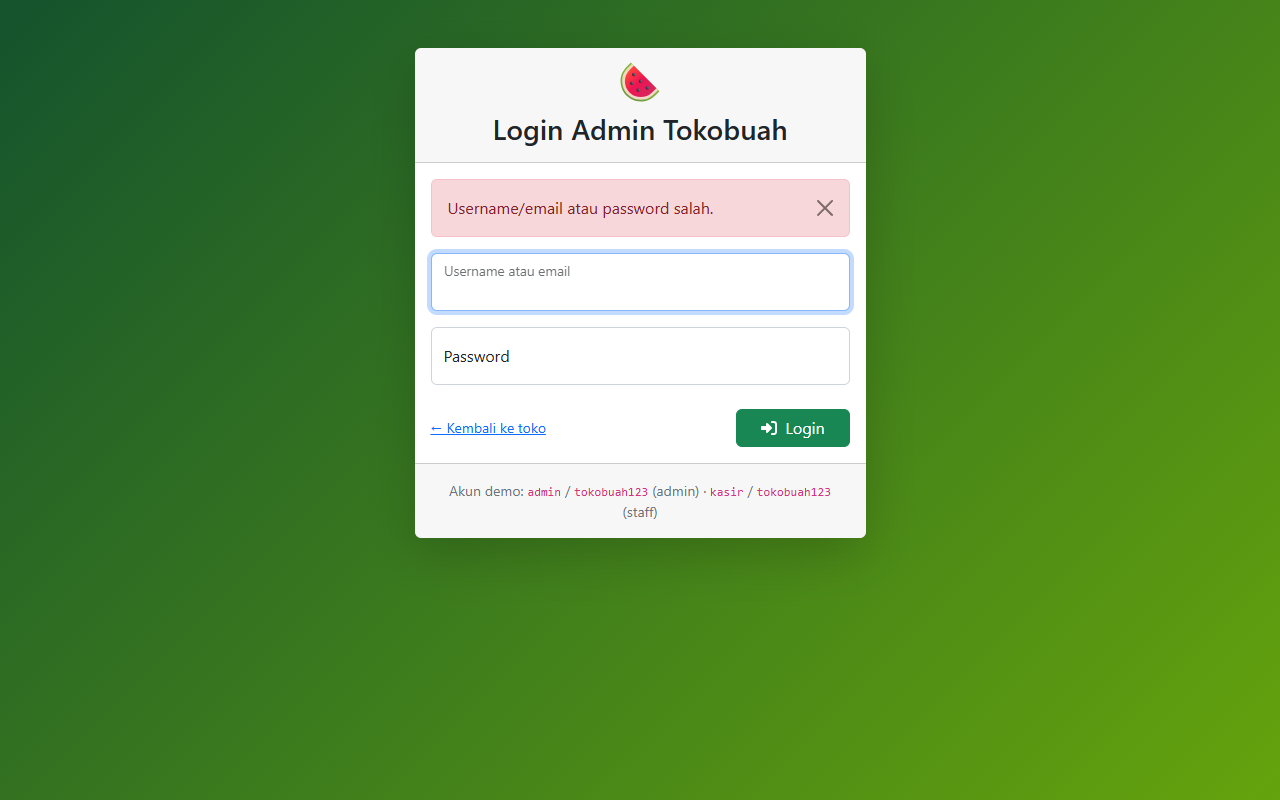 Login Admin Tokobuah
Username/email atau password salah.
Username atau email
Password
← Kembali ke toko
Login
Akun demo: admin / tokobuah123 (admin) · kasir / tokobuah123
(staff)